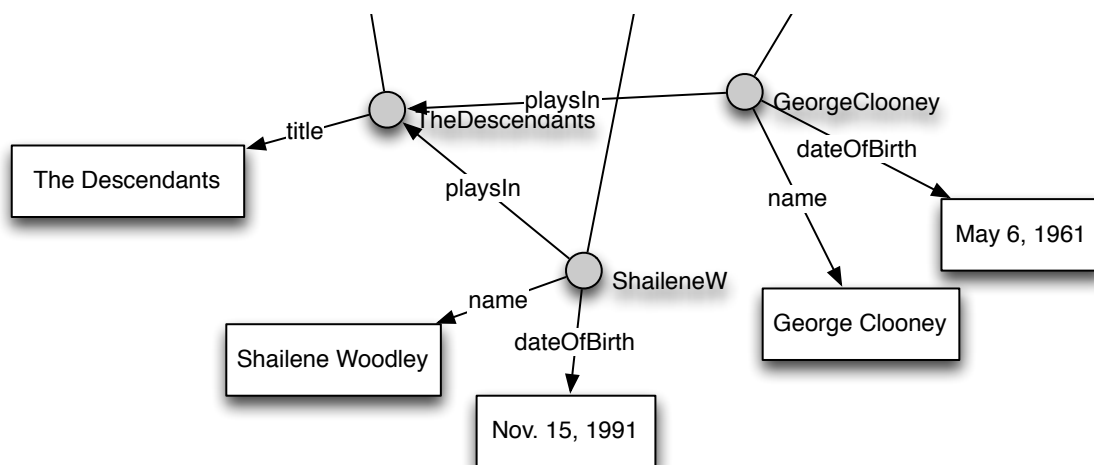 playsIn
GeorgeClooney
TheDescendants
title
dateOfBirth
The Descendants
playsIn
name
May 6, 1961
ShaileneW
name
George Clooney
dateOfBirth
Shailene Woodley
Nov. 15, 1991